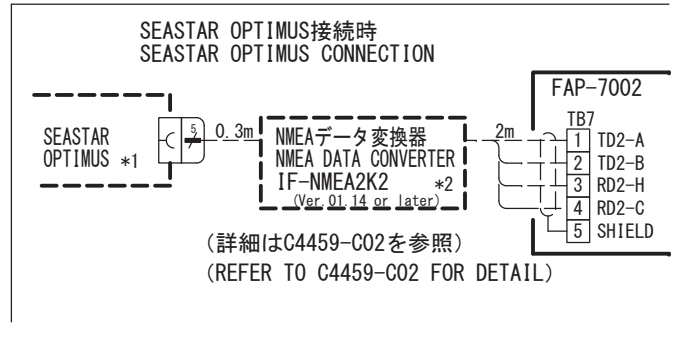 SEASTAR OPTIMUS接続時
SEASTAR OPTIMUS CONNECTION
FAP-7002
TB7
SEASTAR
OPTIMUS *1
5
0.3m
NMEAデータ変換器
NMEA DATA CONVERTER
IF-NMEA2K2 *2
(Ver.01.14 or later)
2m
1 TD2-A
2 TD2-B
3 RD2-H
4 RD2-C
5 SHIELD
(詳細はC4459-C02を参照)
(REFER TO C4459-C02 FOR DETAIL)